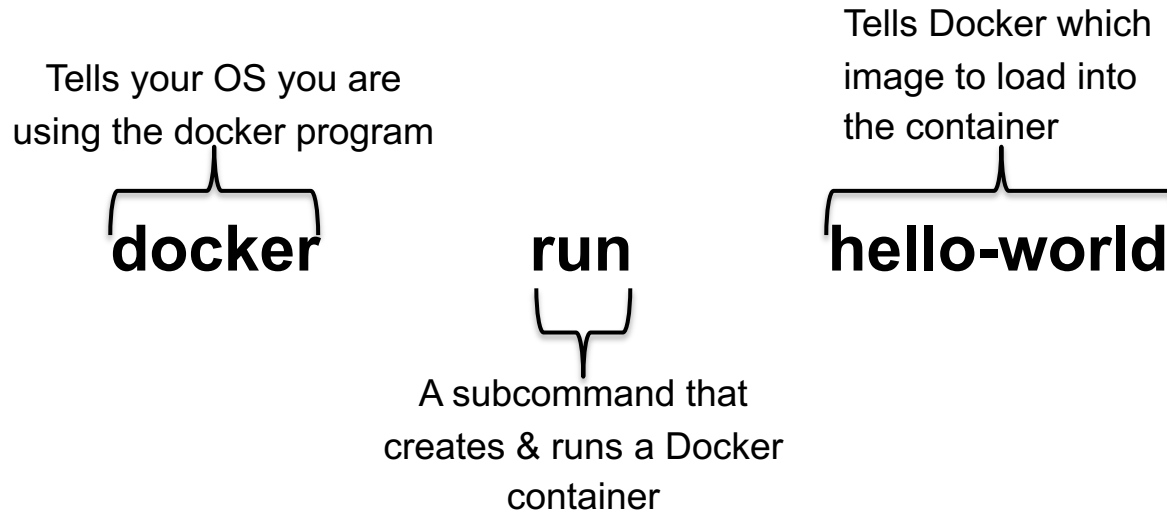 Tells your OS you are
using the docker program
Tells Docker which
image to load into
the container
docker run hello-world
A subcommand that
creates & runs a Docker
container